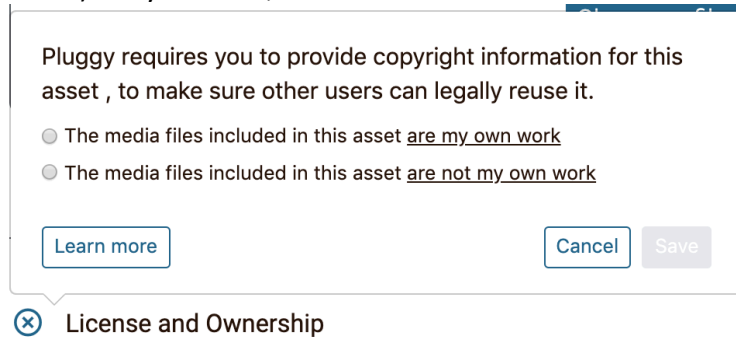 Pluggy requires you to provide copyright information for this
asset , to make sure other users can legally reuse it.
The media files included in this asset are my own work
The media files included in this asset are not my own work
Learn more
Cancel
Save
License and Ownership